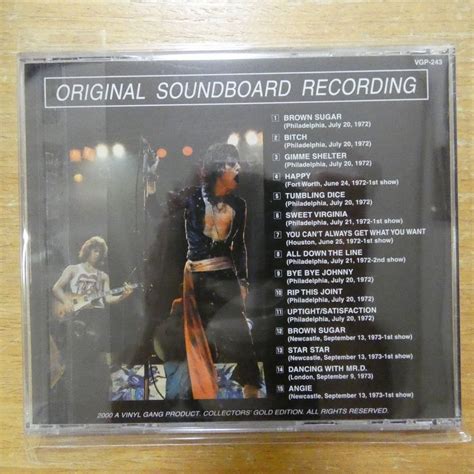 VGP-243
ORIGINAL SOUNDBOARD RECORDING
1 BROWN SUGAR
(Philadelphia, July 20, 1972)
2 BITCH
(Philadelphia, July 20, 1972)
3 GIMME SHELTER
(Philadelphia, July 20, 1972)
4 HAPPY
(Fort Worth, June 24, 1972-1st show)
5 TUMBLING DICE
(Philadelphia, July 20, 1972)
6 SWEET VIRGINIA
(Philadelphia, July 21, 1972-1st show)
7 YOU CAN'T ALWAYS GET WHAT YOU WANT
(Houston, June 25, 1972-1st show)
8 ALL DOWN THE LINE
(Philadelphia, July 21, 1972-2nd show)
9 BYE BYE JOHNNY
(Philadelphia, July 20, 1972)
10 RIP THIS JOINT
(Philadelphia, July 20, 1972)
11 UPTIGHT/SATISFACTION
(Philadelphia, July 20, 1972)
12 BROWN SUGAR
(Newcastle, September 13, 1973-1st show)
13 STAR STAR
(Newcastle, September 13, 1973-1st show)
14 DANCING WITH MR.D.
(London, September 9, 1973)
15 ANGIE
(Newcastle, September 13, 1973-1st show)
2000 A VINYL GANG PRODUCT. COLLECTORS' GOLD EDITION. ALL RIGHTS RESERVED.